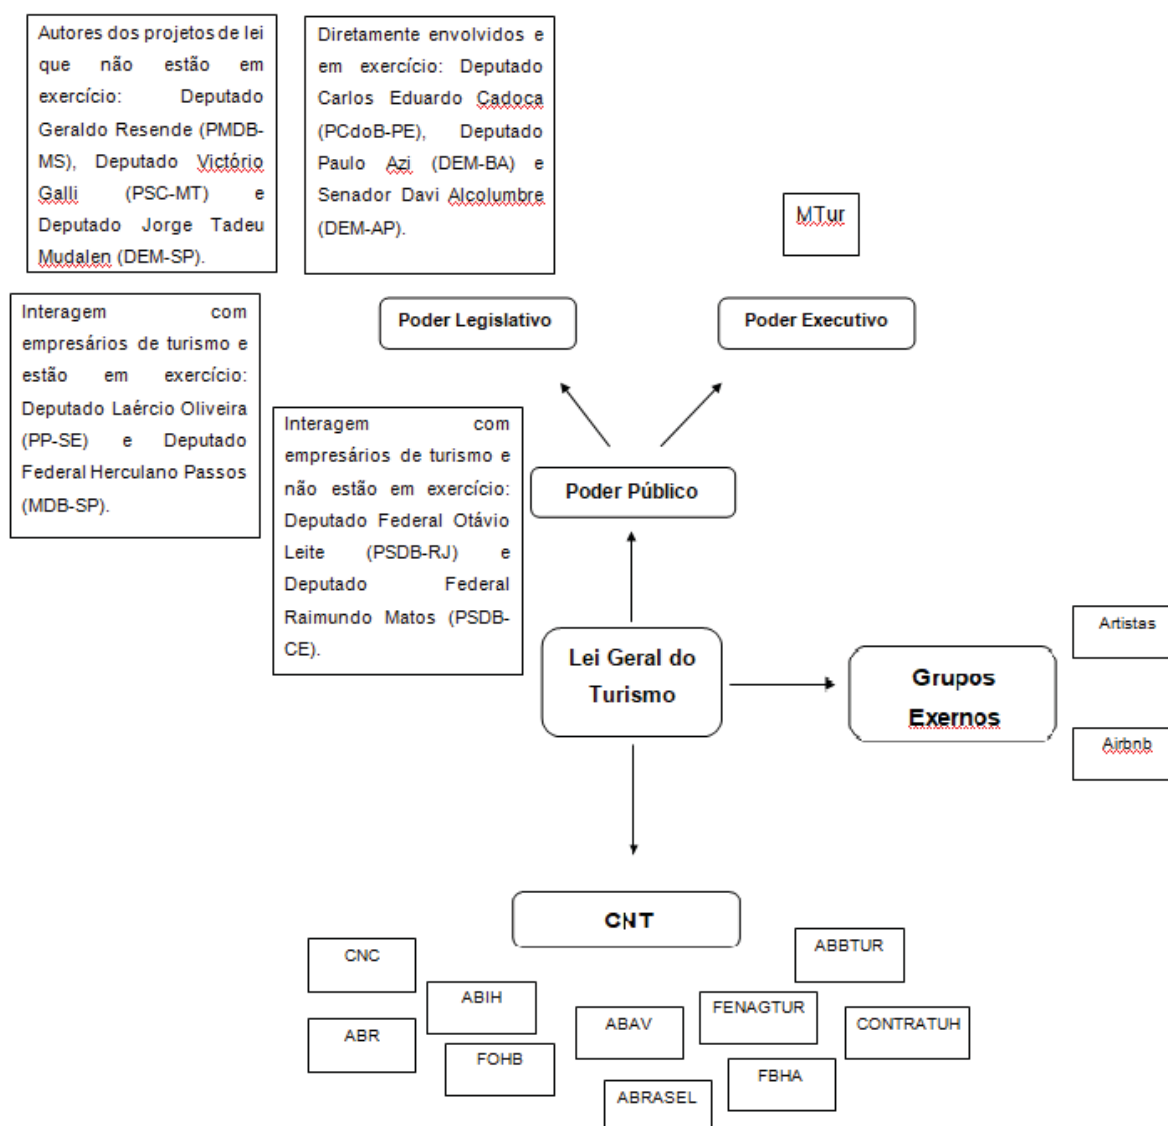 Autores dos projetos de lei
que não estão em
exercício: Deputado
Geraldo Resende (PMDB-
MS), Deputado Victório
Galli (PSC-MT) e
Deputado Jorge Tadeu
Mudalen (DEM-SP).
Diretamente envolvidos e
em exercício: Deputado
Carlos Eduardo Cadoca
(PCdoB-PE), Deputado
Paulo Azi (DEM-BA) e
Senador Davi Alcolumbre
(DEM-AP).
MTur
Interagem com
empresários de turismo e
estão em exercício:
Deputado Laércio Oliveira
(PP-SE) e Deputado
Federal Herculano Passos
(MDB-SP).
Poder Legislativo
Poder Executivo
Interagem com
empresários de turismo e
não estão em exercício:
Deputado Federal Otávio
Leite (PSDB-RJ) e
Deputado Federal
Raimundo Matos (PSDB-
CE).
Poder Público
Lei Geral do
Turismo
Grupos
Exernos
Artistas
Airbnb
CNT
CNC
ABIH
ABR
FOHB
ABAV
ABRASEL
FENAGTUR
FBHA
ABBTUR
CONTRATUH